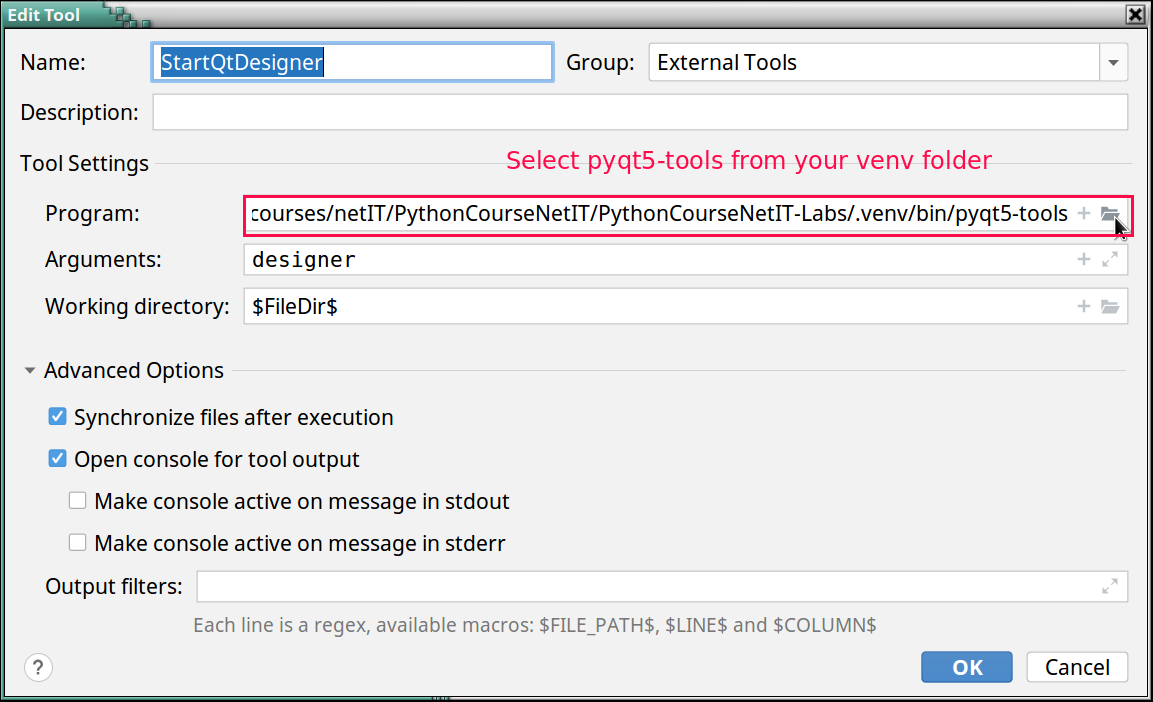 Edit Tool
Name: StartQtDesigner Group: External Tools
Description:
Tool Settings Select pyqt5-tools from your venv folder
Program: courses/netIT/PythonCourseNetIT/PythonCourseNetIT-Labs/.venv/bin/pyqt5-tools
Arguments: designer
Working directory: $FileDir$
Advanced Options
Synchronize files after execution
Open console for tool output
Make console active on message in stdout
Make console active on message in stderr
Output filters:
Each line is a regex, available macros: $FILE_PATH$, $LINE$ and $COLUMN$
? OK Cancel